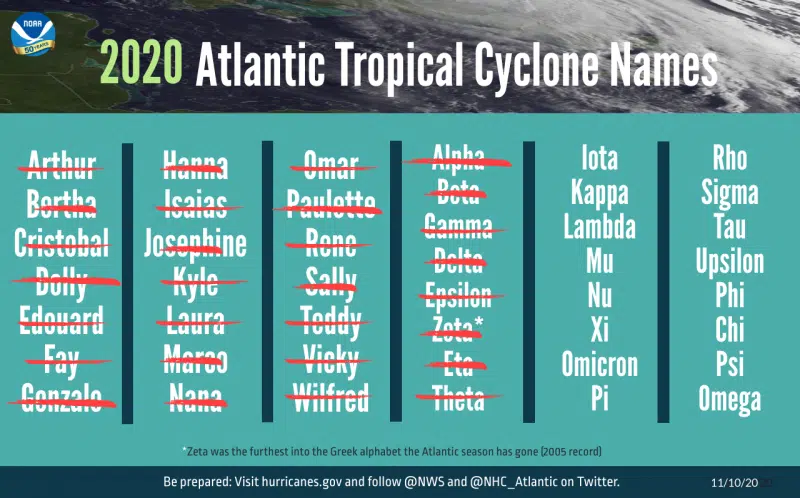 NOAA
50 YEARS
2020 Atlantic Tropical Cyclone Names
Arthur
Bertha
Cristobal
Dolly
Edouard
Fay
Gonzalo
Hanna
Isaias
Josephine
Kyle
Laura
Marco
Nana
Omar
Paulette
Rene
Sally
Teddy
Vicky
Wilfred
Alpha
Beta
Gamma
Delta
Epsilon
Zeta*
Eta
Theta
Iota
Kappa
Lambda
Mu
Nu
Xi
Omicron
Pi
Rho
Sigma
Tau
Upsilon
Phi
Chi
Psi
Omega
*Zeta was the furthest into the Greek alphabet the Atlantic season has gone (2005 record)
Be prepared: Visit hurricanes.gov and follow @NWS and @NHC_Atlantic on Twitter.
11/10/20